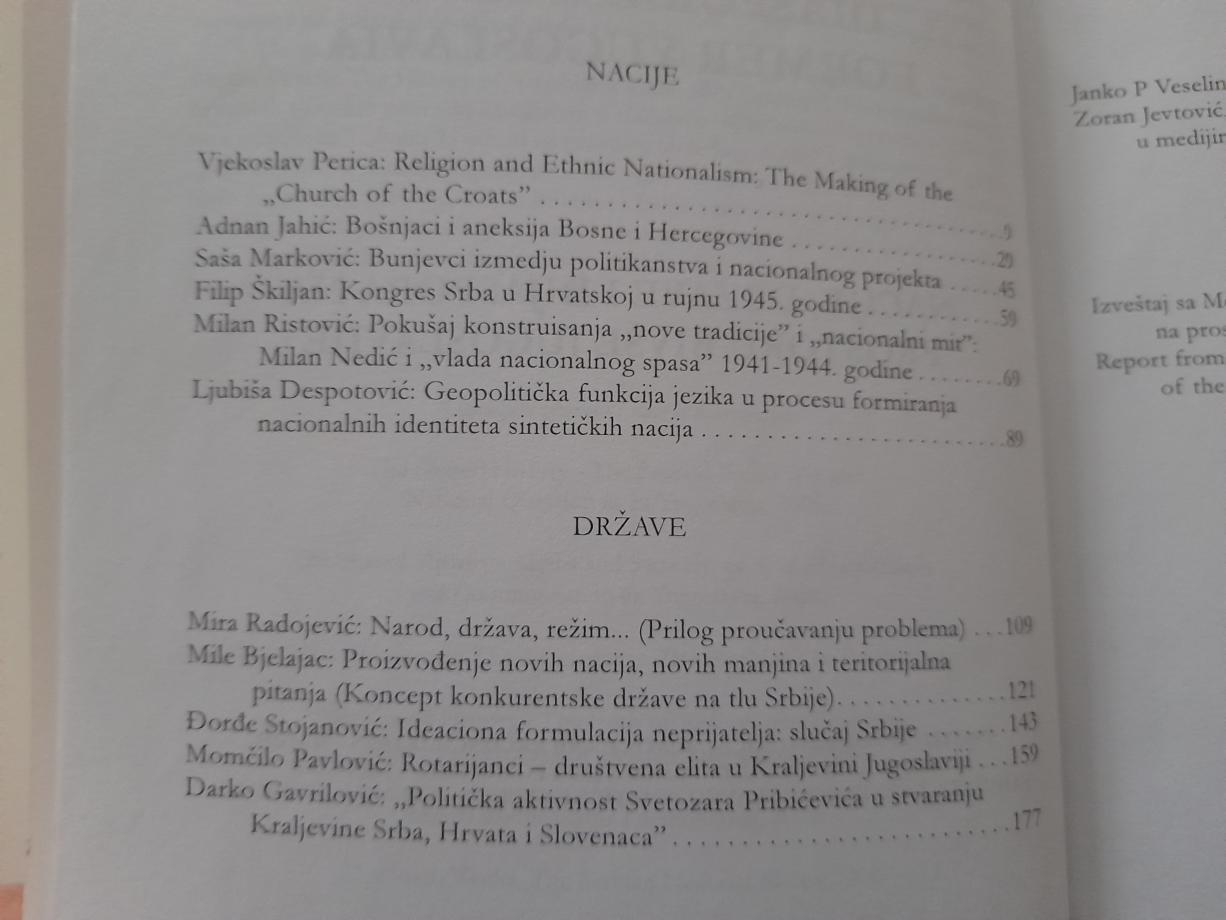 NACIJE
Vjekoslav Perica: Religion and Ethnic Nationalism: The Making of the
„Church of the Croats” . . . . . . . . . . . . . . . . . . . . . . . . . . . . . . 9
Adnan Jahić: Bošnjaci i aneksija Bosne i Hercegovine . . . . . . . . . . . . . . . 29
Saša Marković: Bunjevci izmedju politikanstva i nacionalnog projekta . . . . . 45
Filip Škiljan: Kongres Srba u Hrvatskoj u rujnu 1945. godine . . . . . . . . . . 59
Milan Ristović: Pokušaj konstruisanja „nove tradicije” i „nacionalni mit”:
Milan Nedić i „vlada nacionalnog spasa” 1941-1944. godine . . . . . . . . 69
Ljubiša Despotović: Geopolitička funkcija jezika u procesu formiranja
nacionalnih identiteta sintetičkih nacija . . . . . . . . . . . . . . . . . . . . . . . 89
DRŽAVE
Mira Radojević: Narod, država, režim... (Prilog proučavanju problema) . . . 109
Mile Bjelajac: Proizvođenje novih nacija, novih manjina i teritorijalna
pitanja (Koncept konkurentske države na tlu Srbije). . . . . . . . . . . . . 121
Đorđe Stojanović: Ideaciona formulacija neprijatelja: slučaj Srbije . . . . . . . 143
Momčilo Pavlović: Rotarijanci – društvena elita u Kraljevini Jugoslaviji . . . 159
Darko Gavrilović: „Politička aktivnost Svetozara Pribićevića u stvaranju
Kraljevine Srba, Hrvata i Slovenaca” . . . . . . . . . . . . . . . . . . . . . . . . . 177
Janko P Veselin
Zoran Jevtović,
u medijim
Izveštaj sa M
na pros
Report from
of the